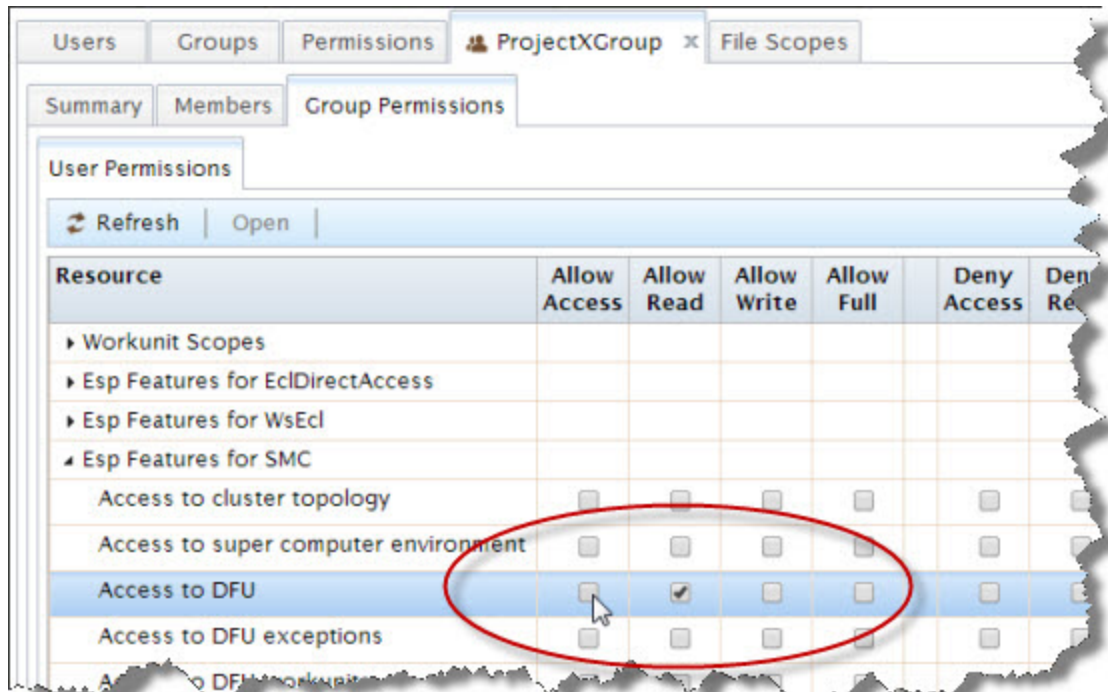 Users Groups Permissions ProjectXGroup x File Scopes
Summary Members Group Permissions
User Permissions
Refresh Open
Resource Allow Access Allow Read Allow Write Allow Full Deny Access
Workunit Scopes
Esp Features for EclDirectAccess
Esp Features for WsEcl
Esp Features for SMC
Access to cluster topology
Access to super computer environment
Access to DFU
Access to DFU exceptions